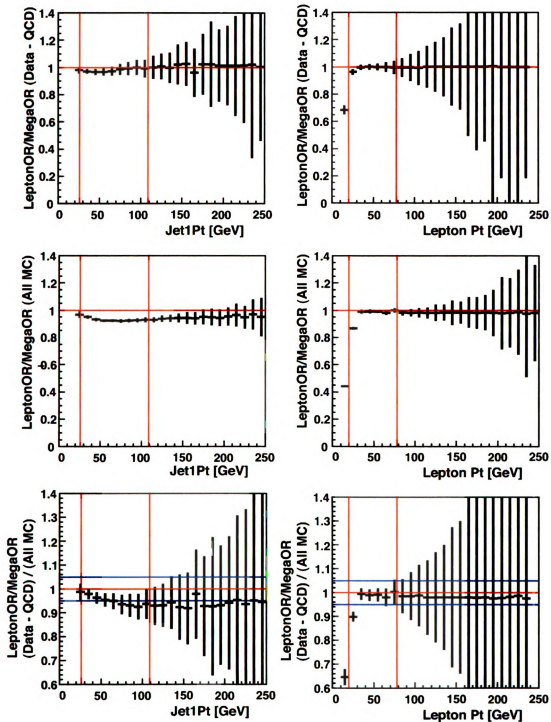 LeptonOR/MegaOR (Data - QCD)
1.4
1.2
1
0.8
0.6
0.4
0.2
0
0 50 100 150 200 250
Jet1Pt [GeV]
LeptonOR/MegaOR (Data - QCD)
1.4
1.2
1
0.8
0.6
0.4
0.2
0
0 50 100 150 200 250
Lepton Pt [GeV]
LeptonOR/MegaOR (All MC)
1.4
1.2
1
0.8
0.6
0.4
0.2
0
0 50 100 150 200 250
Jet1Pt [GeV]
LeptonOR/MegaOR (All MC)
1.4
1.2
1
0.8
0.6
0.4
0.2
0
0 50 100 150 200 250
Lepton Pt [GeV]
LeptonOR/MegaOR
(Data - QCD) / (All MC)
1.4
1.3
1.2
1.1
1
0.9
0.8
0.7
0.6
0 50 100 150 200 250
Jet1Pt [GeV]
LeptonOR/MegaOR
(Data - QCD) / (All MC)
1.4
1.3
1.2
1.1
1
0.9
0.8
0.7
0.6
0 50 100 150 200 250
Lepton Pt [GeV]